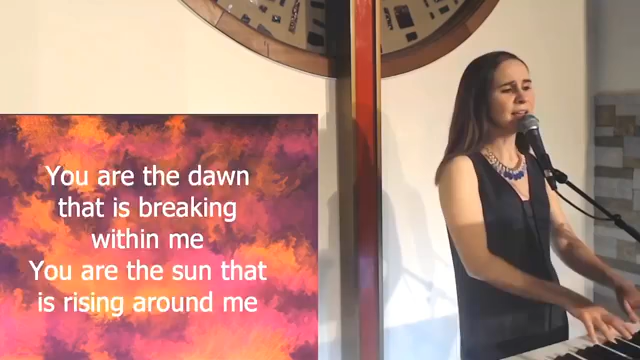 You are the dawn
that is breaking
within me
You are the sun that
is rising around me